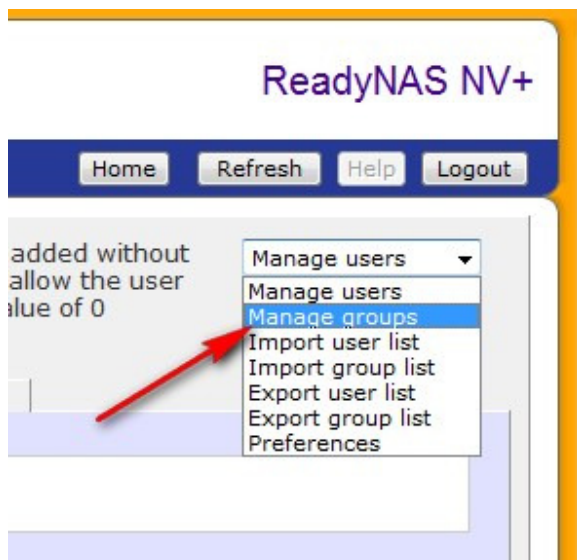 ReadyNAS NV+
Home Refresh Help Logout
added without
allow the user
alue of 0
Manage users
Manage users
Manage groups
Import user list
Import group list
Export user list
Export group list
Preferences